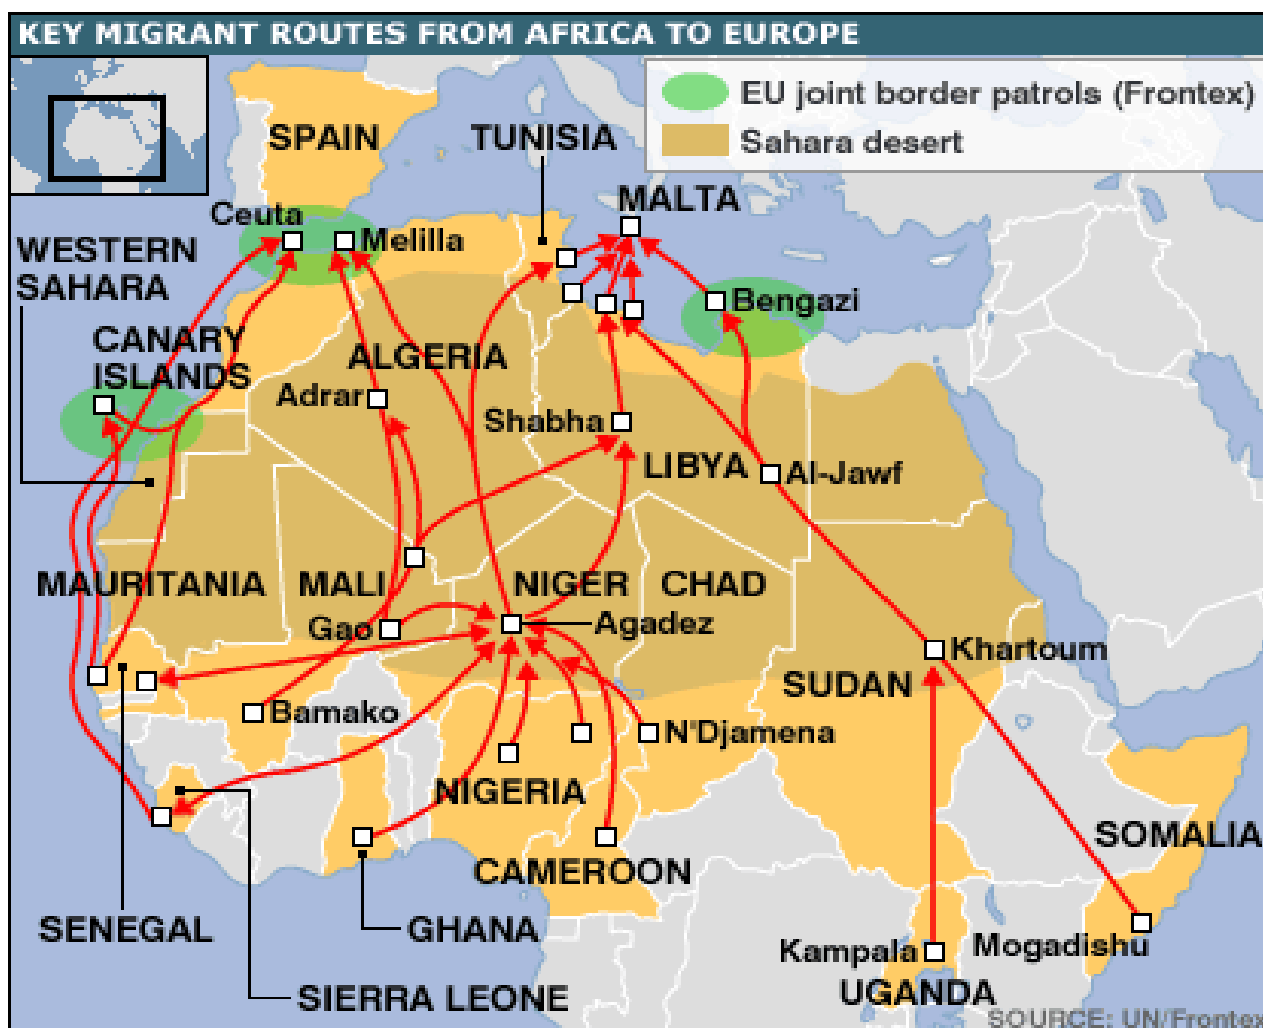 KEY MIGRANT ROUTES FROM AFRICA TO EUROPE
EU joint border patrols (Frontex)
Sahara desert
SPAIN
TUNISIA
MALTA
Ceuta
Melilla
WESTERN
SAHARA
Bengazi
CANARY
ISLANDS
ALGERIA
Adrar
Shabha
LIBYA
Al-Jawf
MAURITANIA
MALI
NIGER
CHAD
Gao
Agadez
Khartoum
SUDAN
Bamako
N'Djamena
NIGERIA
SOMALIA
CAMEROON
SENEGAL
GHANA
Kampala
Mogadishu
SIERRA LEONE
UGANDA
SOURCE: UN/Frontex